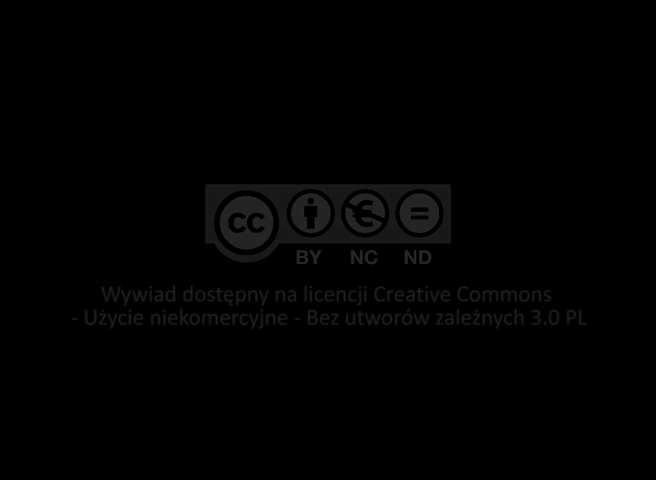 cc
BY NC ND
Wywiad dostępny na licencji Creative Commons
- Użycie niekomercyjne - Bez utworów zależnych 3.0 PL